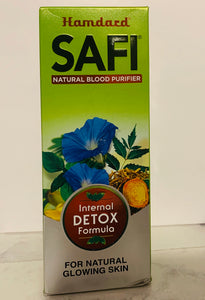 Hamdard
SAFI
NATURAL BLOOD PURIFIER
Internal
DETOX
Formula
FOR NATURAL
GLOWING SKIN